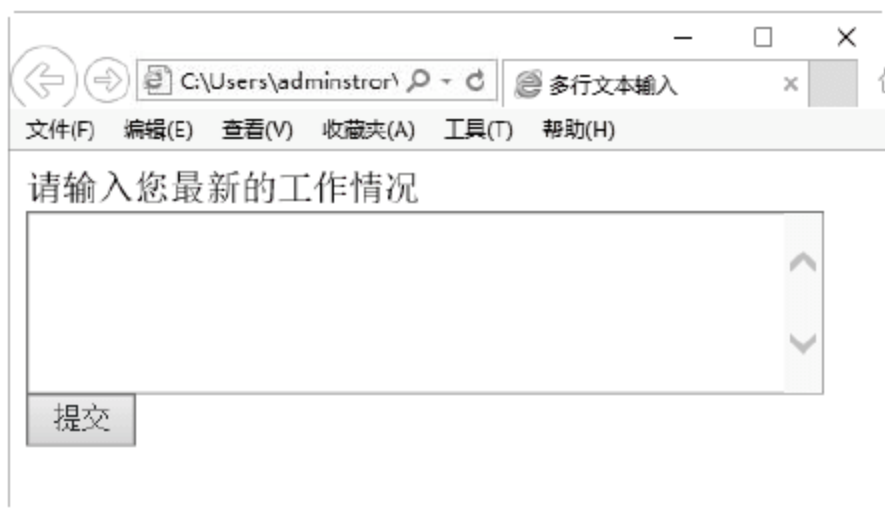 C:\Users\adminstror\
多行文本输入
文件(F) 编辑(E) 查看(V) 收藏夹(A) 工具(T) 帮助(H)
请输入您最新的工作情况
提交